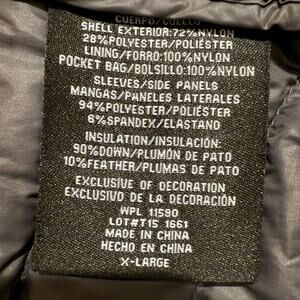 CUERPO/CUELLO
SHELL EXTERIOR:72%NYLON
28%POLYESTER/POLIÉSTER
LINING/FORRO:100%NYLON
POCKET BAG/BOLSILLO:100%NYLON
SLEEVES/SIDE PANELS
MANGAS/PANELES LATERALES
94%POLYESTER/POLIÉSTER
6%SPANDEX/ELASTANO
INSULATION/INSULACIÓN:
90%DOWN/PLUMÓN DE PATO
10%FEATHER/PLUMAS DE PATO
EXCLUSIVE OF DECORATION
EXCLUSIVO DE LA DECORACIÓN
WPL 11590
LOT#T15 1661
MADE IN CHINA
HECHO EN CHINA
X-LARGE